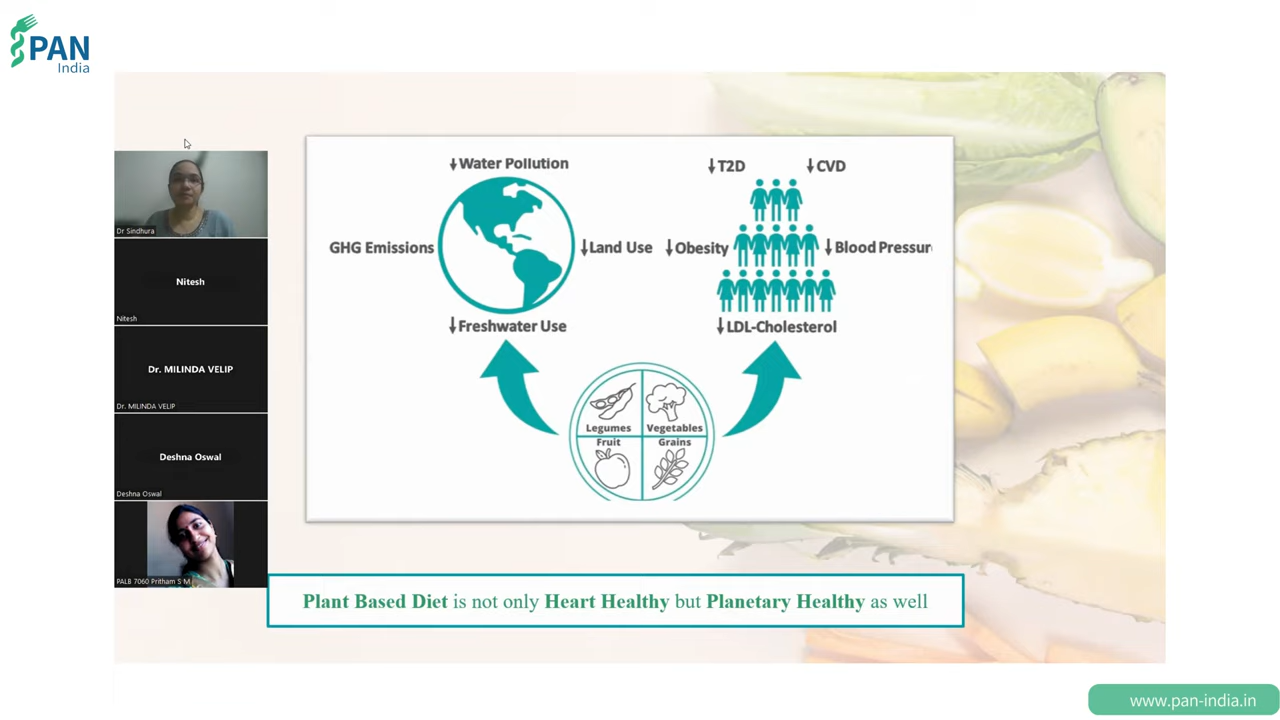 PAN
India
↓Water Pollution
GHG Emissions
↓Land Use
↓Freshwater Use
↓T2D
↓CVD
↓Obesity
↓Blood Pressur
↓LDL-Cholesterol
Legumes
Vegetables
Fruit
Grains
Dr Sindhura
Nitesh
Nitesh
Dr. MILINDA VELIP
Dr. MILINDA VELIP
Deshna Oswal
Deshna Oswal
PALB 7060 Pritham S M
Plant Based Diet is not only Heart Healthy but Planetary Healthy as well
www.pan-india.in